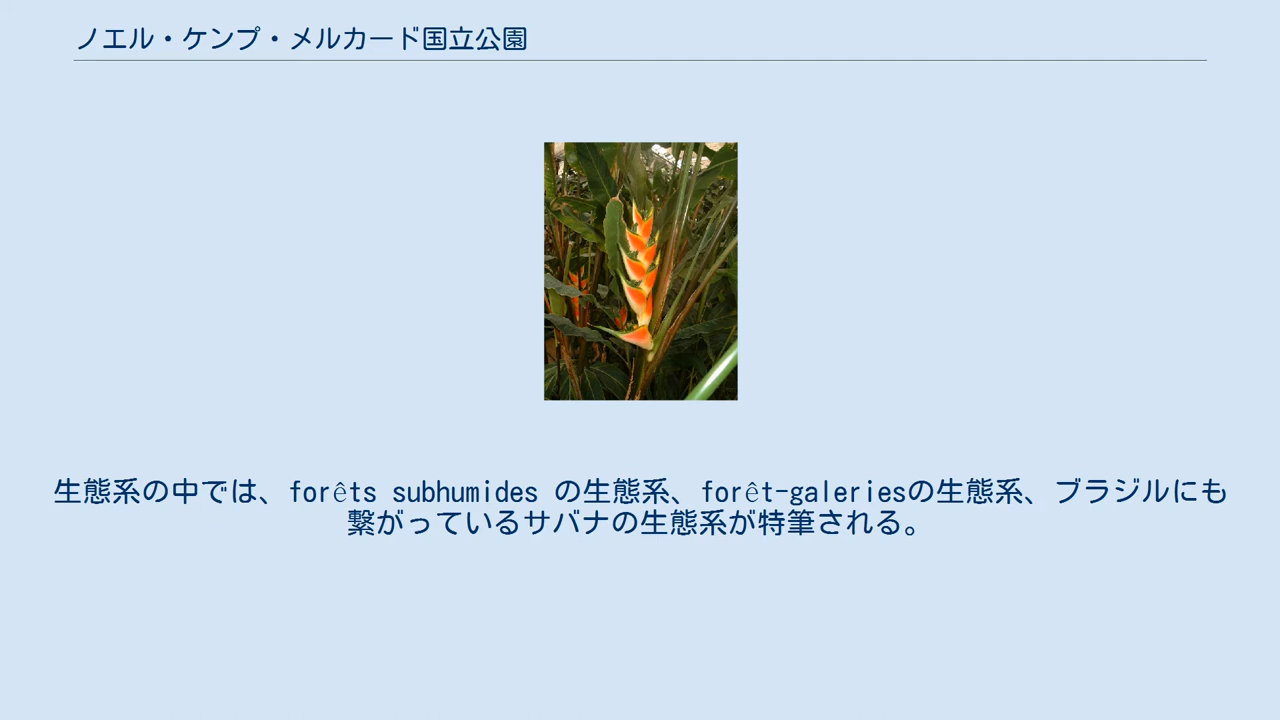 ノエル・ケンプ・メルカード国立公園
生態系の中では、forêts subhumides の生態系、forêt-galeriesの生態系、ブラジルにも
繋がっているサバナの生態系が特筆される。